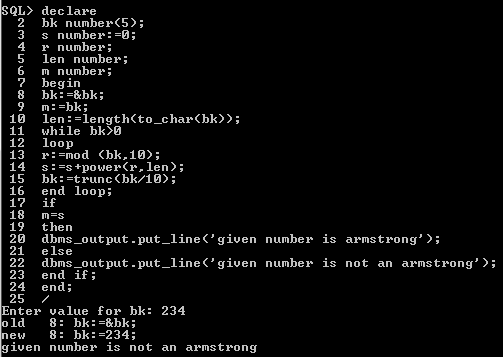 SQL> declare
2 bk number(5);
3 s number:=0;
4 r number;
5 len number;
6 m number;
7 begin
8 bk:=&bk;
9 m:=bk;
10 len:=length(to_char(bk));
11 while bk>0
12 loop
13 r:=mod (bk,10);
14 s:=s+power(r,len);
15 bk:=trunc(bk/10);
16 end loop;
17 if
18 m=s
19 then
20 dbms_output.put_line('given number is armstrong');
21 else
22 dbms_output.put_line('given number is not an armstrong');
23 end if;
24 end;
25 /
Enter value for bk: 234
old 8: bk:=&bk;
new 8: bk:=234;
given number is not an armstrong